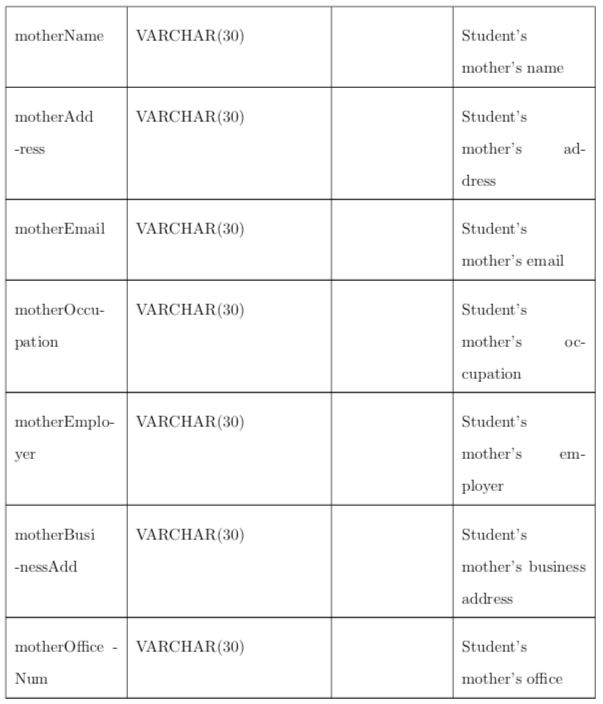 motherName VARCHAR(30) Student's
mother's name
motherAdd VARCHAR(30) Student's
-ress mother's ad-
dress
motherEmail VARCHAR(30) Student's
mother's email
motherOccu- VARCHAR(30) Student's
pation mother's oc-
cupation
motherEmplo- VARCHAR(30) Student's
yer mother's em-
ployer
motherBusi VARCHAR(30) Student's
-nessAdd mother's business
address
motherOffice - VARCHAR(30) Student's
Num mother's office